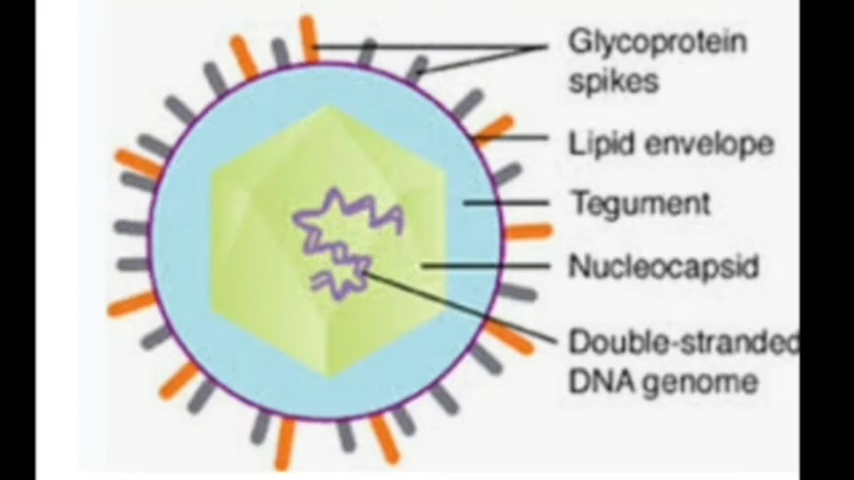 Glycoprotein
spikes
Lipid envelope
Tegument
Nucleocapsid
Double-stranded
DNA genome